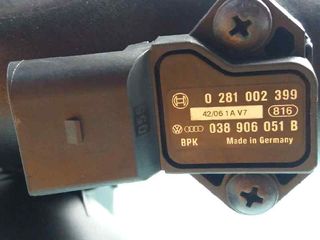 0 281 002 399
42/06 1A V7 816
038 906 051 B
BPK Made in Germany